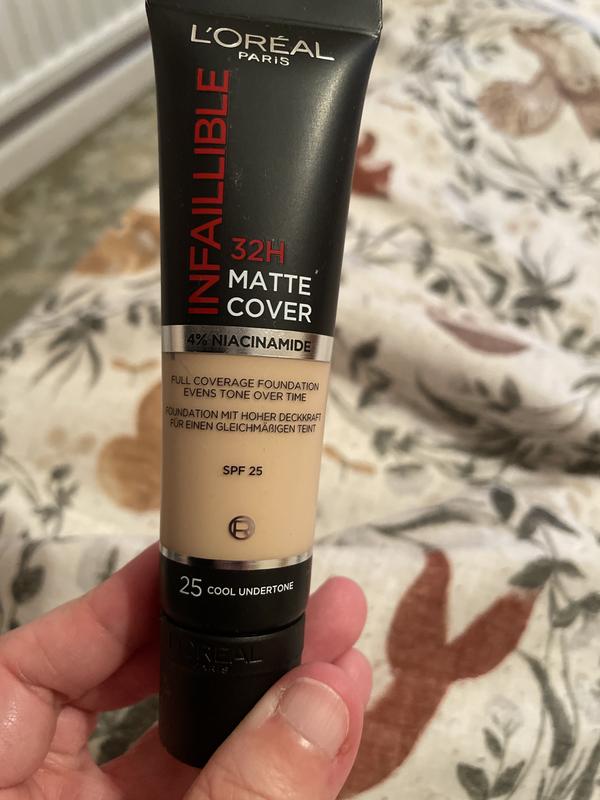 L'ORÉAL
PARIS
INFAILLIBLE
32H
MATTE
COVER
4% NIACINAMIDE
FULL COVERAGE FOUNDATION
EVENS TONE OVER TIME
FOUNDATION MIT HOHER DECKKRAFT
FÜR EINEN GLEICHMÄßIGEN TEINT
SPF 25
25 COOL UNDERTONE
L'ORÉAL
PARIS